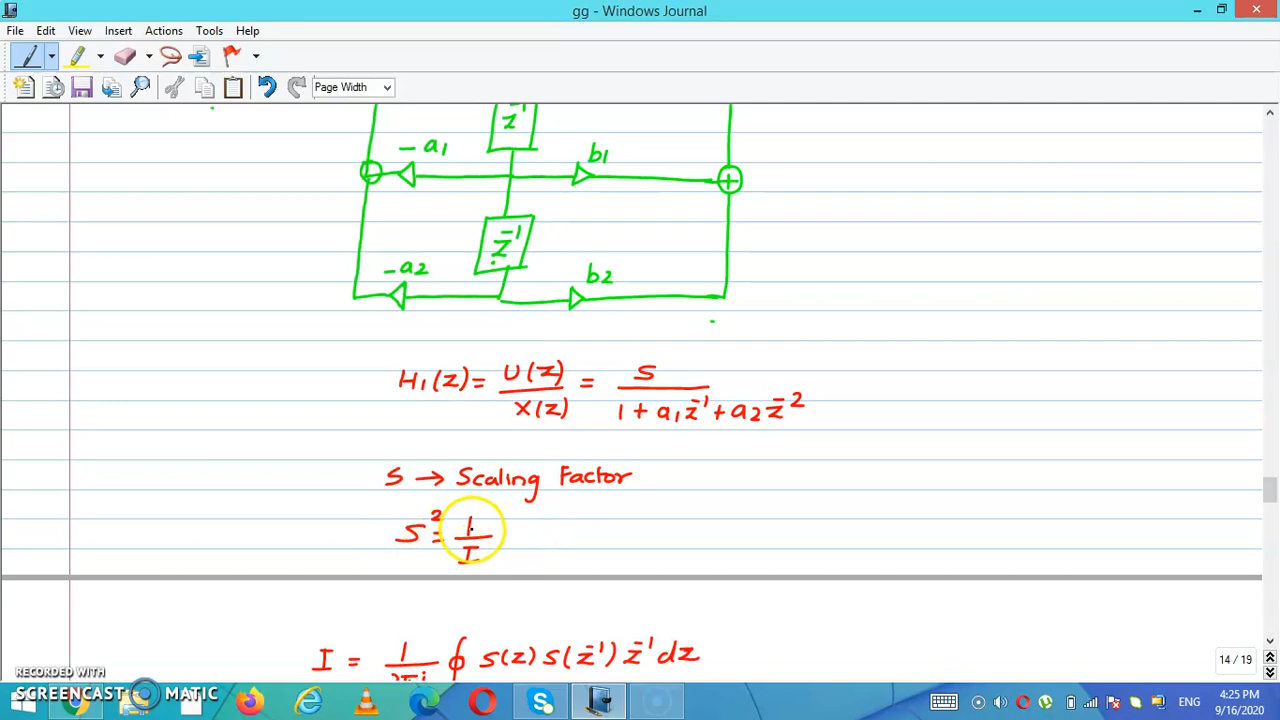 gg - Windows Journal
File Edit View Insert Actions Tools Help
Page Width
z⁻¹
-a1 b1
z⁻¹
-a2 b2
H1(z) = U(z)/X(z) = S/(1 + a1z⁻¹ + a2z⁻²)
S → Scaling Factor
S² = 1/I
I = 1/2πj ∮ S(z) S(z⁻¹) z⁻¹ dz
14 / 19
RECORDED WITH
SCREENCAST MATIC
ENG
4:25 PM
9/16/2020